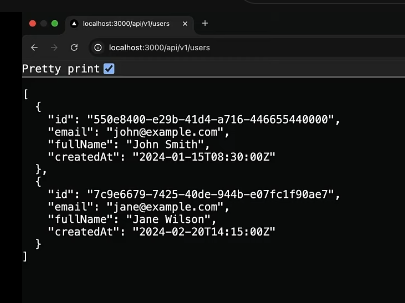 localhost:3000/api/v1/users
localhost:3000/api/v1/users
Pretty print
[
  {
    "id": "550e8400-e29b-41d4-a716-446655440000",
    "email": "john@example.com",
    "fullName": "John Smith",
    "createdAt": "2024-01-15T08:30:00Z"
  },
  {
    "id": "7c9e6679-7425-40de-944b-e07fc1f90ae7",
    "email": "jane@example.com",
    "fullName": "Jane Wilson",
    "createdAt": "2024-02-20T14:15:00Z"
  }
]